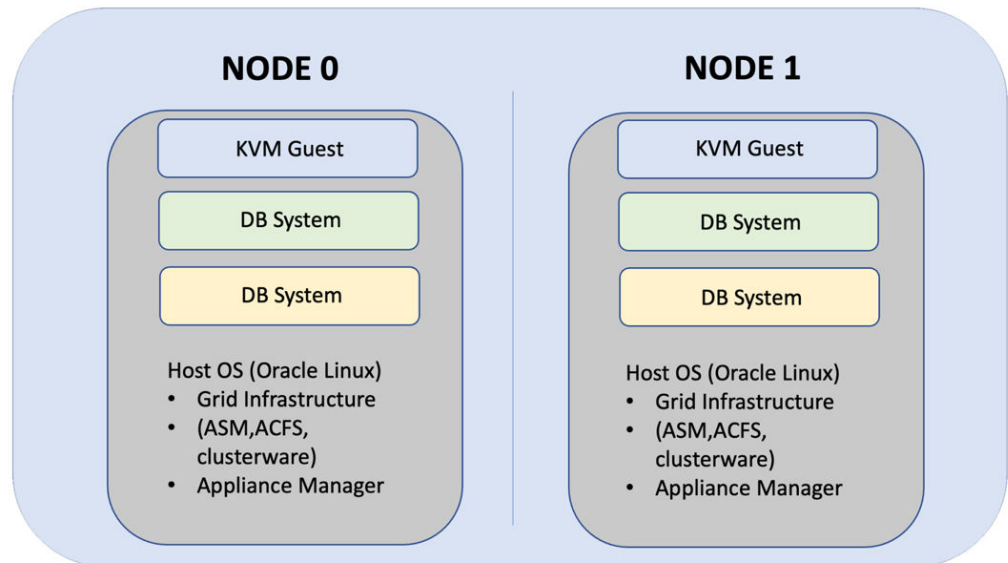 NODE 0
KVM Guest
DB System
DB System
Host OS (Oracle Linux)
• Grid Infrastructure
• (ASM,ACFS,
clusterware)
• Appliance Manager
NODE 1
KVM Guest
DB System
DB System
Host OS (Oracle Linux)
• Grid Infrastructure
• (ASM,ACFS,
clusterware)
• Appliance Manager